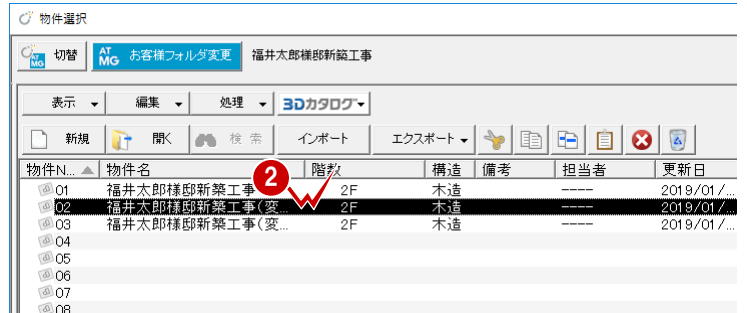 物件選択
AT MG 切替 AT MG お客様フォルダ変更 福井太郎様邸新築工事
表示 編集 処理 3Dカタログ
新規 開く 検索 インポート エクスポート
物件N... 物件名 階数 構造 備考 担当者 更新日
01 福井太郎様邸新築工事 2F 木造 ---- 2019/01/...
2
02 福井太郎様邸新築工事(変... 2F 木造 ---- 2019/01/...
03 福井太郎様邸新築工事(変... 2F 木造 ---- 2019/01/...
04
05
06
07
08